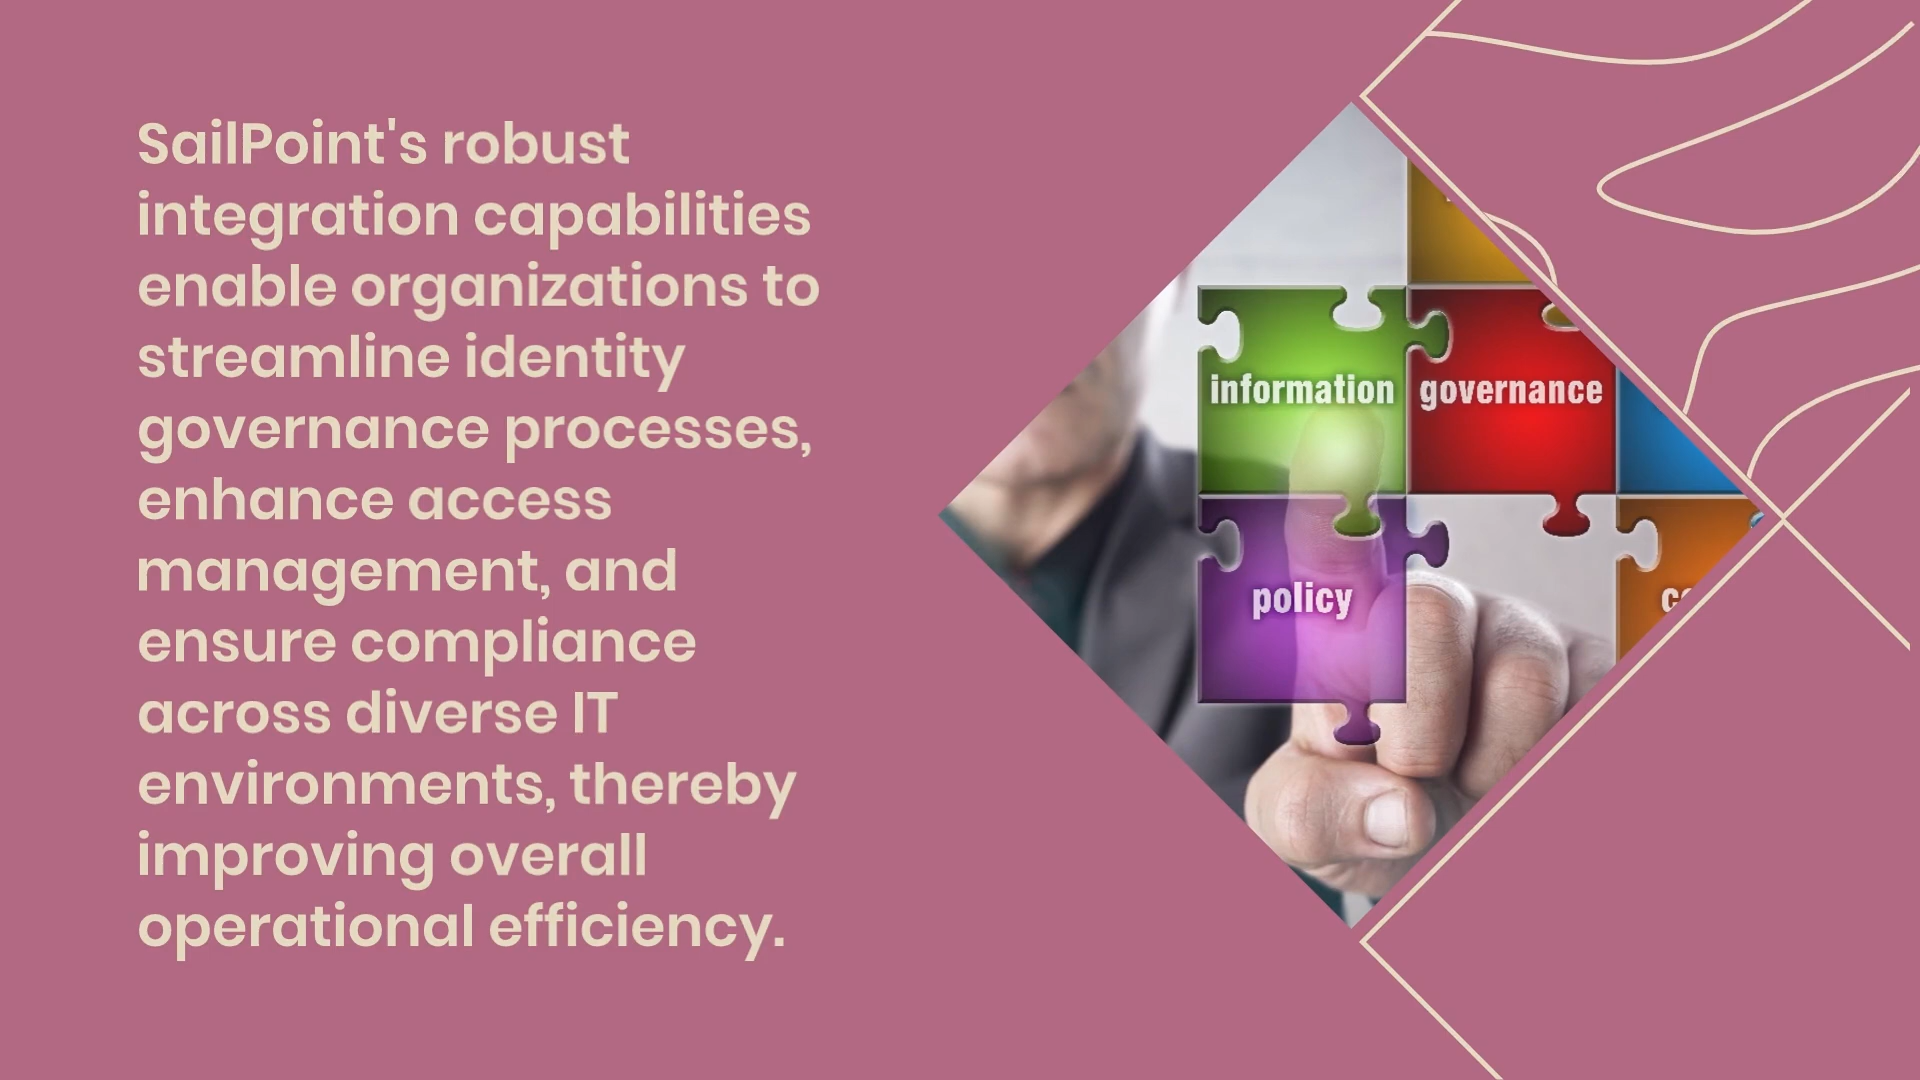 SailPoint's robust
integration capabilities
enable organizations to
streamline identity
governance processes,
enhance access
management, and
ensure compliance
across diverse IT
environments, thereby
improving overall
operational efficiency.
information governance
policy